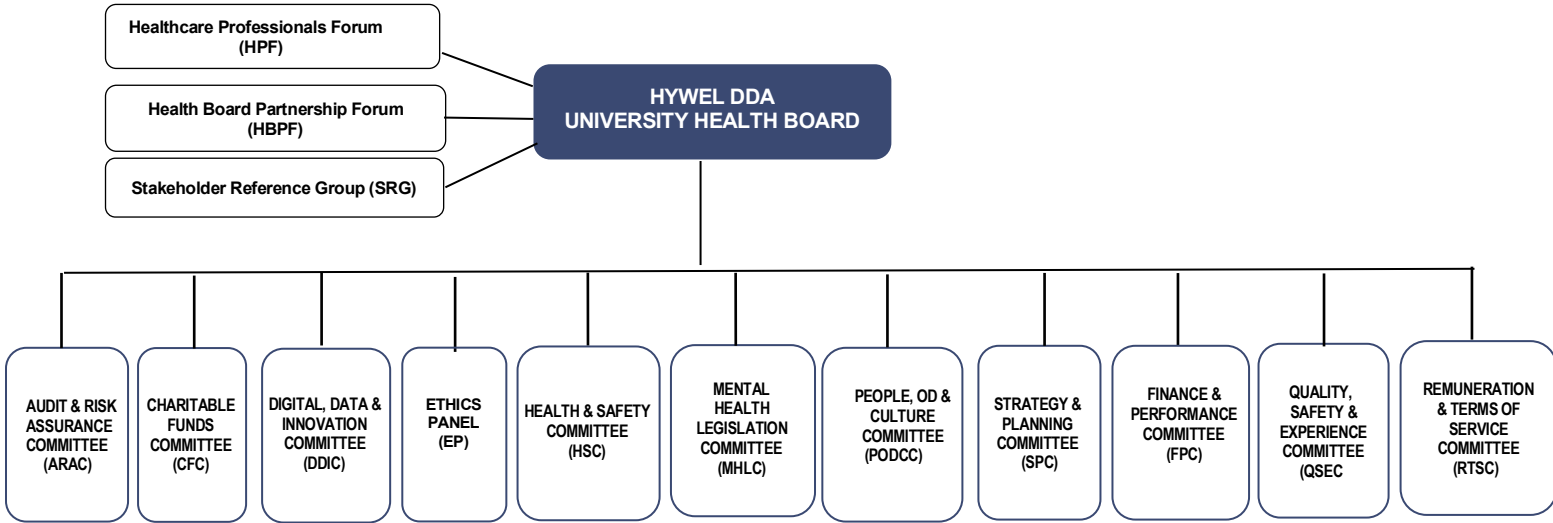 Healthcare Professionals Forum
(HPF)
Health Board Partnership Forum
(HBPF)
Stakeholder Reference Group (SRG)
HYWEL DDA
UNIVERSITY HEALTH BOARD
AUDIT & RISK
ASSURANCE
COMMITTEE
(ARAC)
CHARITABLE
FUNDS
COMMITTEE
(CFC)
DIGITAL, DATA &
INNOVATION
COMMITTEE
(DDIC)
ETHICS
PANEL
(EP)
HEALTH & SAFETY
COMMITTEE
(HSC)
MENTAL
HEALTH
LEGISLATION
COMMITTEE
(MHLC)
PEOPLE, OD &
CULTURE
COMMITTEE
(PODCC)
STRATEGY &
PLANNING
COMMITTEE
(SPC)
FINANCE &
PERFORMANCE
COMMITTEE
(FPC)
QUALITY,
SAFETY &
EXPERIENCE
COMMITTEE
(QSEC
REMUNERATION
& TERMS OF
SERVICE
COMMITTEE
(RTSC)